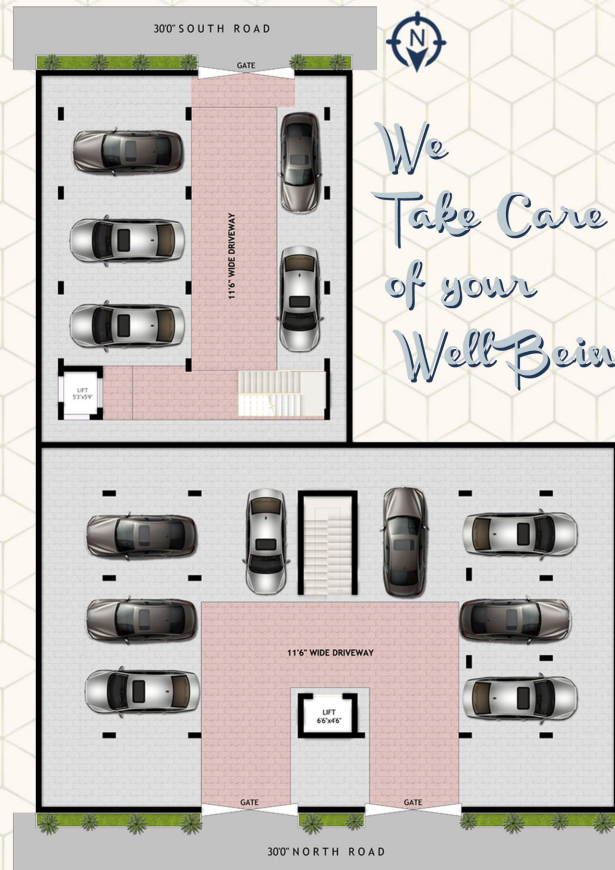 30'0" SOUTH ROAD
N
GATE
We
Take Care
of your
Well Bein
11'6" WIDE DRIVEWAY
LIFT
5'3"x5'9"
11'6" WIDE DRIVEWAY
LIFT
6'6"x4'6"
GATE
GATE
30'0" NORTH ROAD